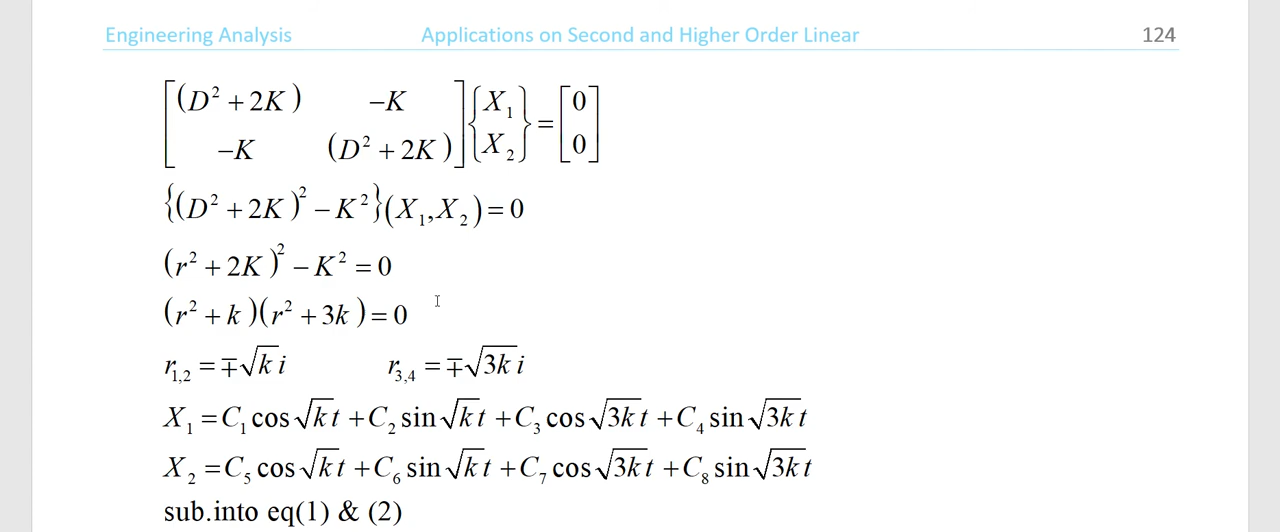 Engineering Analysis Applications on Second and Higher Order Linear 124
[(D² + 2K) −K
−K (D² + 2K)] {X₁
X₂} = [0
0]
{(D² + 2K)² − K²}(X₁, X₂) = 0
(r² + 2K)² − K² = 0
(r² + k)(r² + 3k) = 0
r₁,₂ = ∓√k i r₃,₄ = ∓√3k i
X₁ = C₁ cos √k t + C₂ sin √k t + C₃ cos √3k t + C₄ sin √3k t
X₂ = C₅ cos √k t + C₆ sin √k t + C₇ cos √3k t + C₈ sin √3k t
sub.into eq(1) & (2)